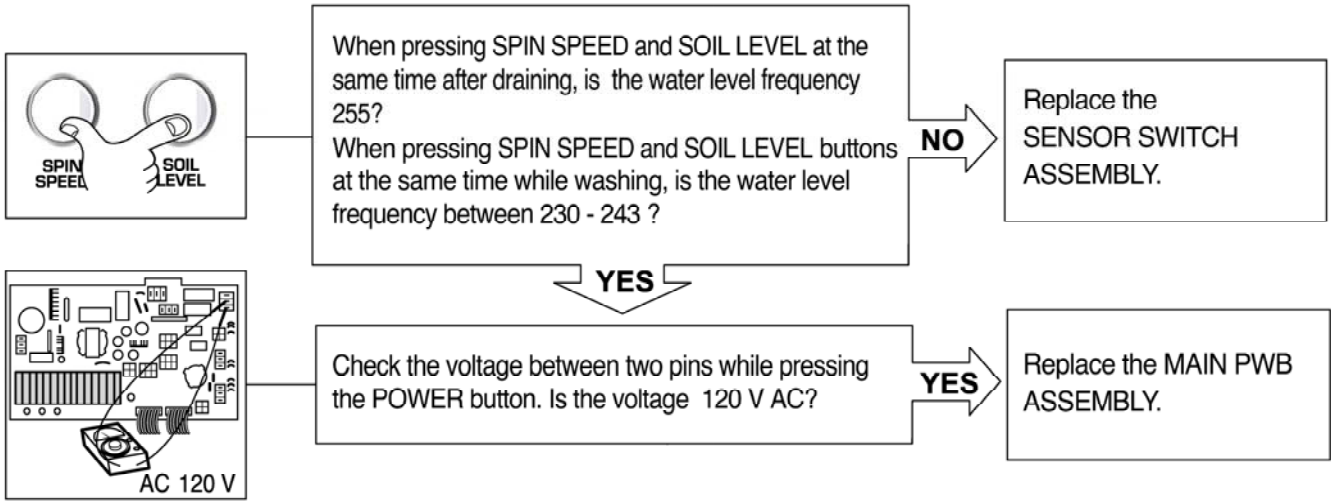 SPIN
SPEED
SOIL
LEVEL
When pressing SPIN SPEED and SOIL LEVEL at the
same time after draining, is the water level frequency
255?
When pressing SPIN SPEED and SOIL LEVEL buttons
at the same time while washing, is the water level
frequency between 230 - 243 ?
NO
Replace the
SENSOR SWITCH
ASSEMBLY.
YES
AC 120 V
Check the voltage between two pins while pressing
the POWER button. Is the voltage 120 V AC?
YES
Replace the MAIN PWB
ASSEMBLY.